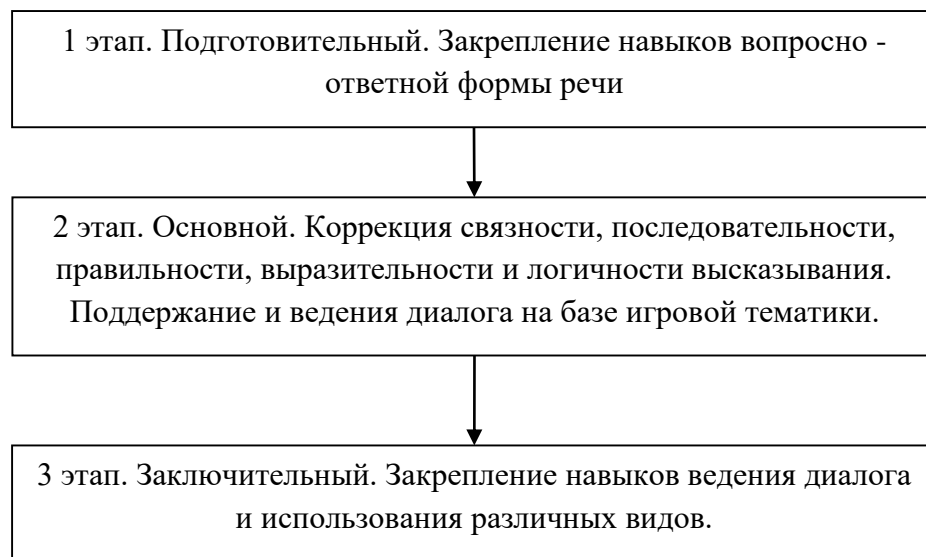 1 этап. Подготовительный. Закрепление навыков вопросно -
ответной формы речи
2 этап. Основной. Коррекция связности, последовательности,
правильности, выразительности и логичности высказывания.
Поддержание и ведения диалога на базе игровой тематики.
3 этап. Заключительный. Закрепление навыков ведения диалога
и использования различных видов.